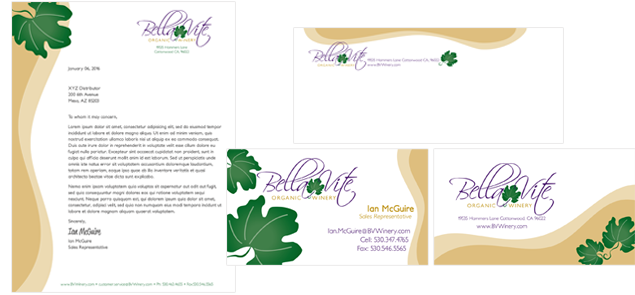 Bella Vite
ORGANIC WINERY
9935 Hammers Lane
Cottonwood CA 96022
January 06, 2016
XYZ Distributor
200 6th Avenue
Mesa, AZ 85203
To whom it may concern,
Lorem ipsum dolor sit amet, consectetur adipiscing elit, sed do eiusmod tempor
incididunt ut labore et dolore magna aliqua. Ut enim ad minim veniam, quis
nostrud exercitation ullamco laboris nisi ut aliquip ex ea commodo consequat.
Duis aute irure dolor in reprehenderit in voluptate velit esse cillum dolore eu
fugiat nulla pariatur. Excepteur sint occaecat cupidatat non proident, sunt in
culpa qui officia deserunt mollit anim id est laborum. Sed ut perspiciatis unde
omnis iste natus error sit voluptatem accusantium doloremque laudantium,
totam rem aperiam, eaque ipsa quae ab illo inventore veritatis et quasi
architecto beatae vitae dicta sunt explicabo.
Nemo enim ipsam voluptatem quia voluptas sit aspernatur aut odit aut fugit,
sed quia consequuntur magni dolores eos qui ratione voluptatem sequi
nesciunt. Neque porro quisquam est, qui dolorem ipsum quia dolor sit amet,
consectetur, adipisci velit, sed quia non numquam eius modi tempora incidunt ut
labore et dolore magnam aliquam quaerat voluptatem.
Sincerely,
Ian McGuire
Ian McGuire
Sales Representative
www.BVWinery.com
Bella Vite
ORGANIC WINERY
9935 Hammers Lane Cottonwood CA 96022
www.BVWinery.com
Bella Vite
ORGANIC WINERY
Ian McGuire
Sales Representative
Ian.McGuire@BVWinery.com
Cell: 530.347.4765
Fax: 530.546.5565
Bella Vite
ORGANIC WINERY
9935 Hammers Lane Cottonwood, CA 96022
www.BVWinery.com